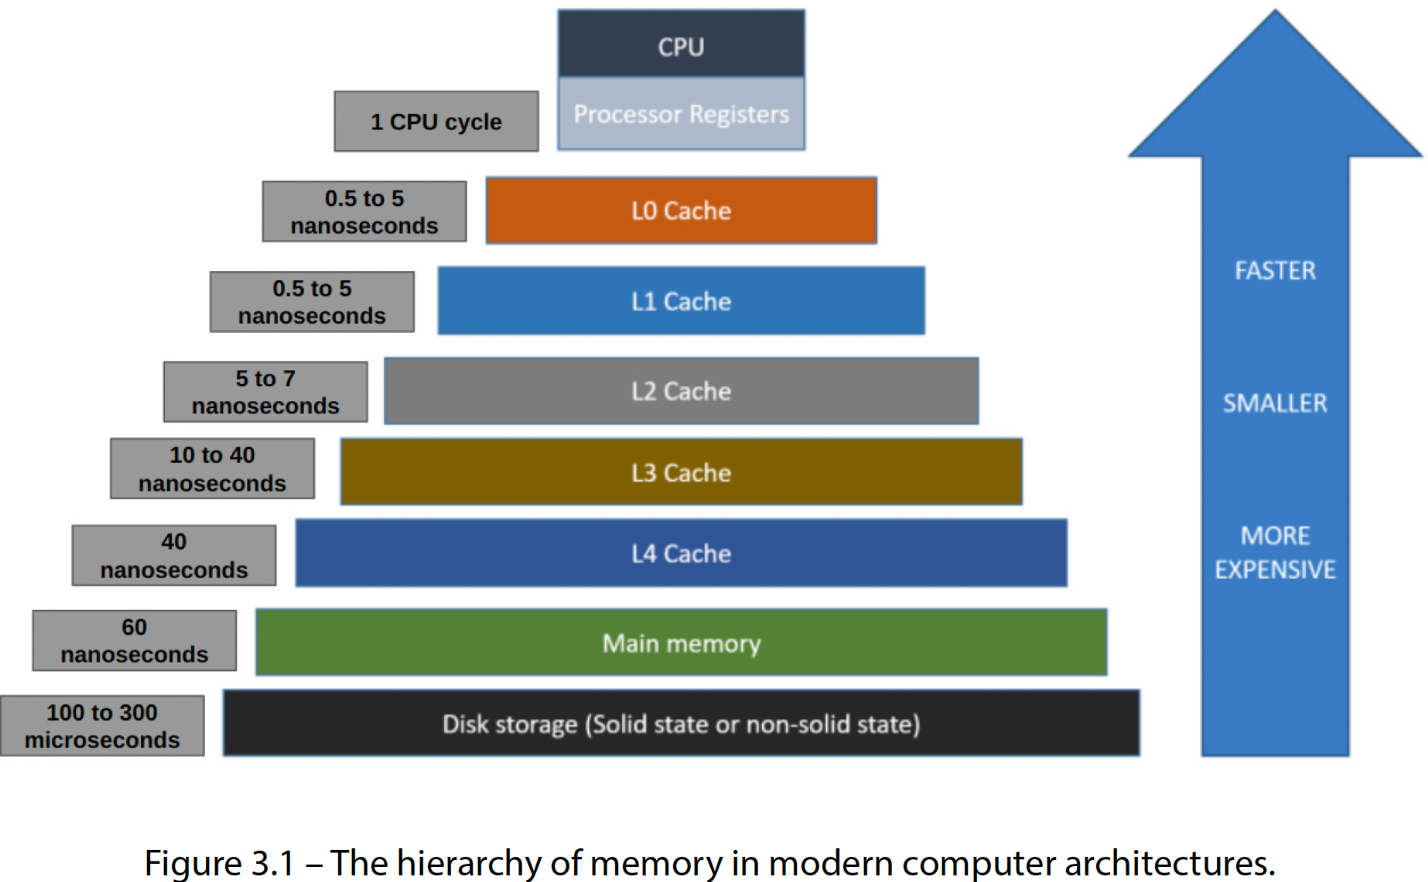 CPU
Processor Registers
1 CPU cycle
0.5 to 5
nanoseconds
L0 Cache
0.5 to 5
nanoseconds
L1 Cache
5 to 7
nanoseconds
L2 Cache
10 to 40
nanoseconds
L3 Cache
40
nanoseconds
L4 Cache
60
nanoseconds
Main memory
100 to 300
microseconds
Disk storage (Solid state or non-solid state)
FASTER
SMALLER
MORE
EXPENSIVE
Figure 3.1 – The hierarchy of memory in modern computer architectures.